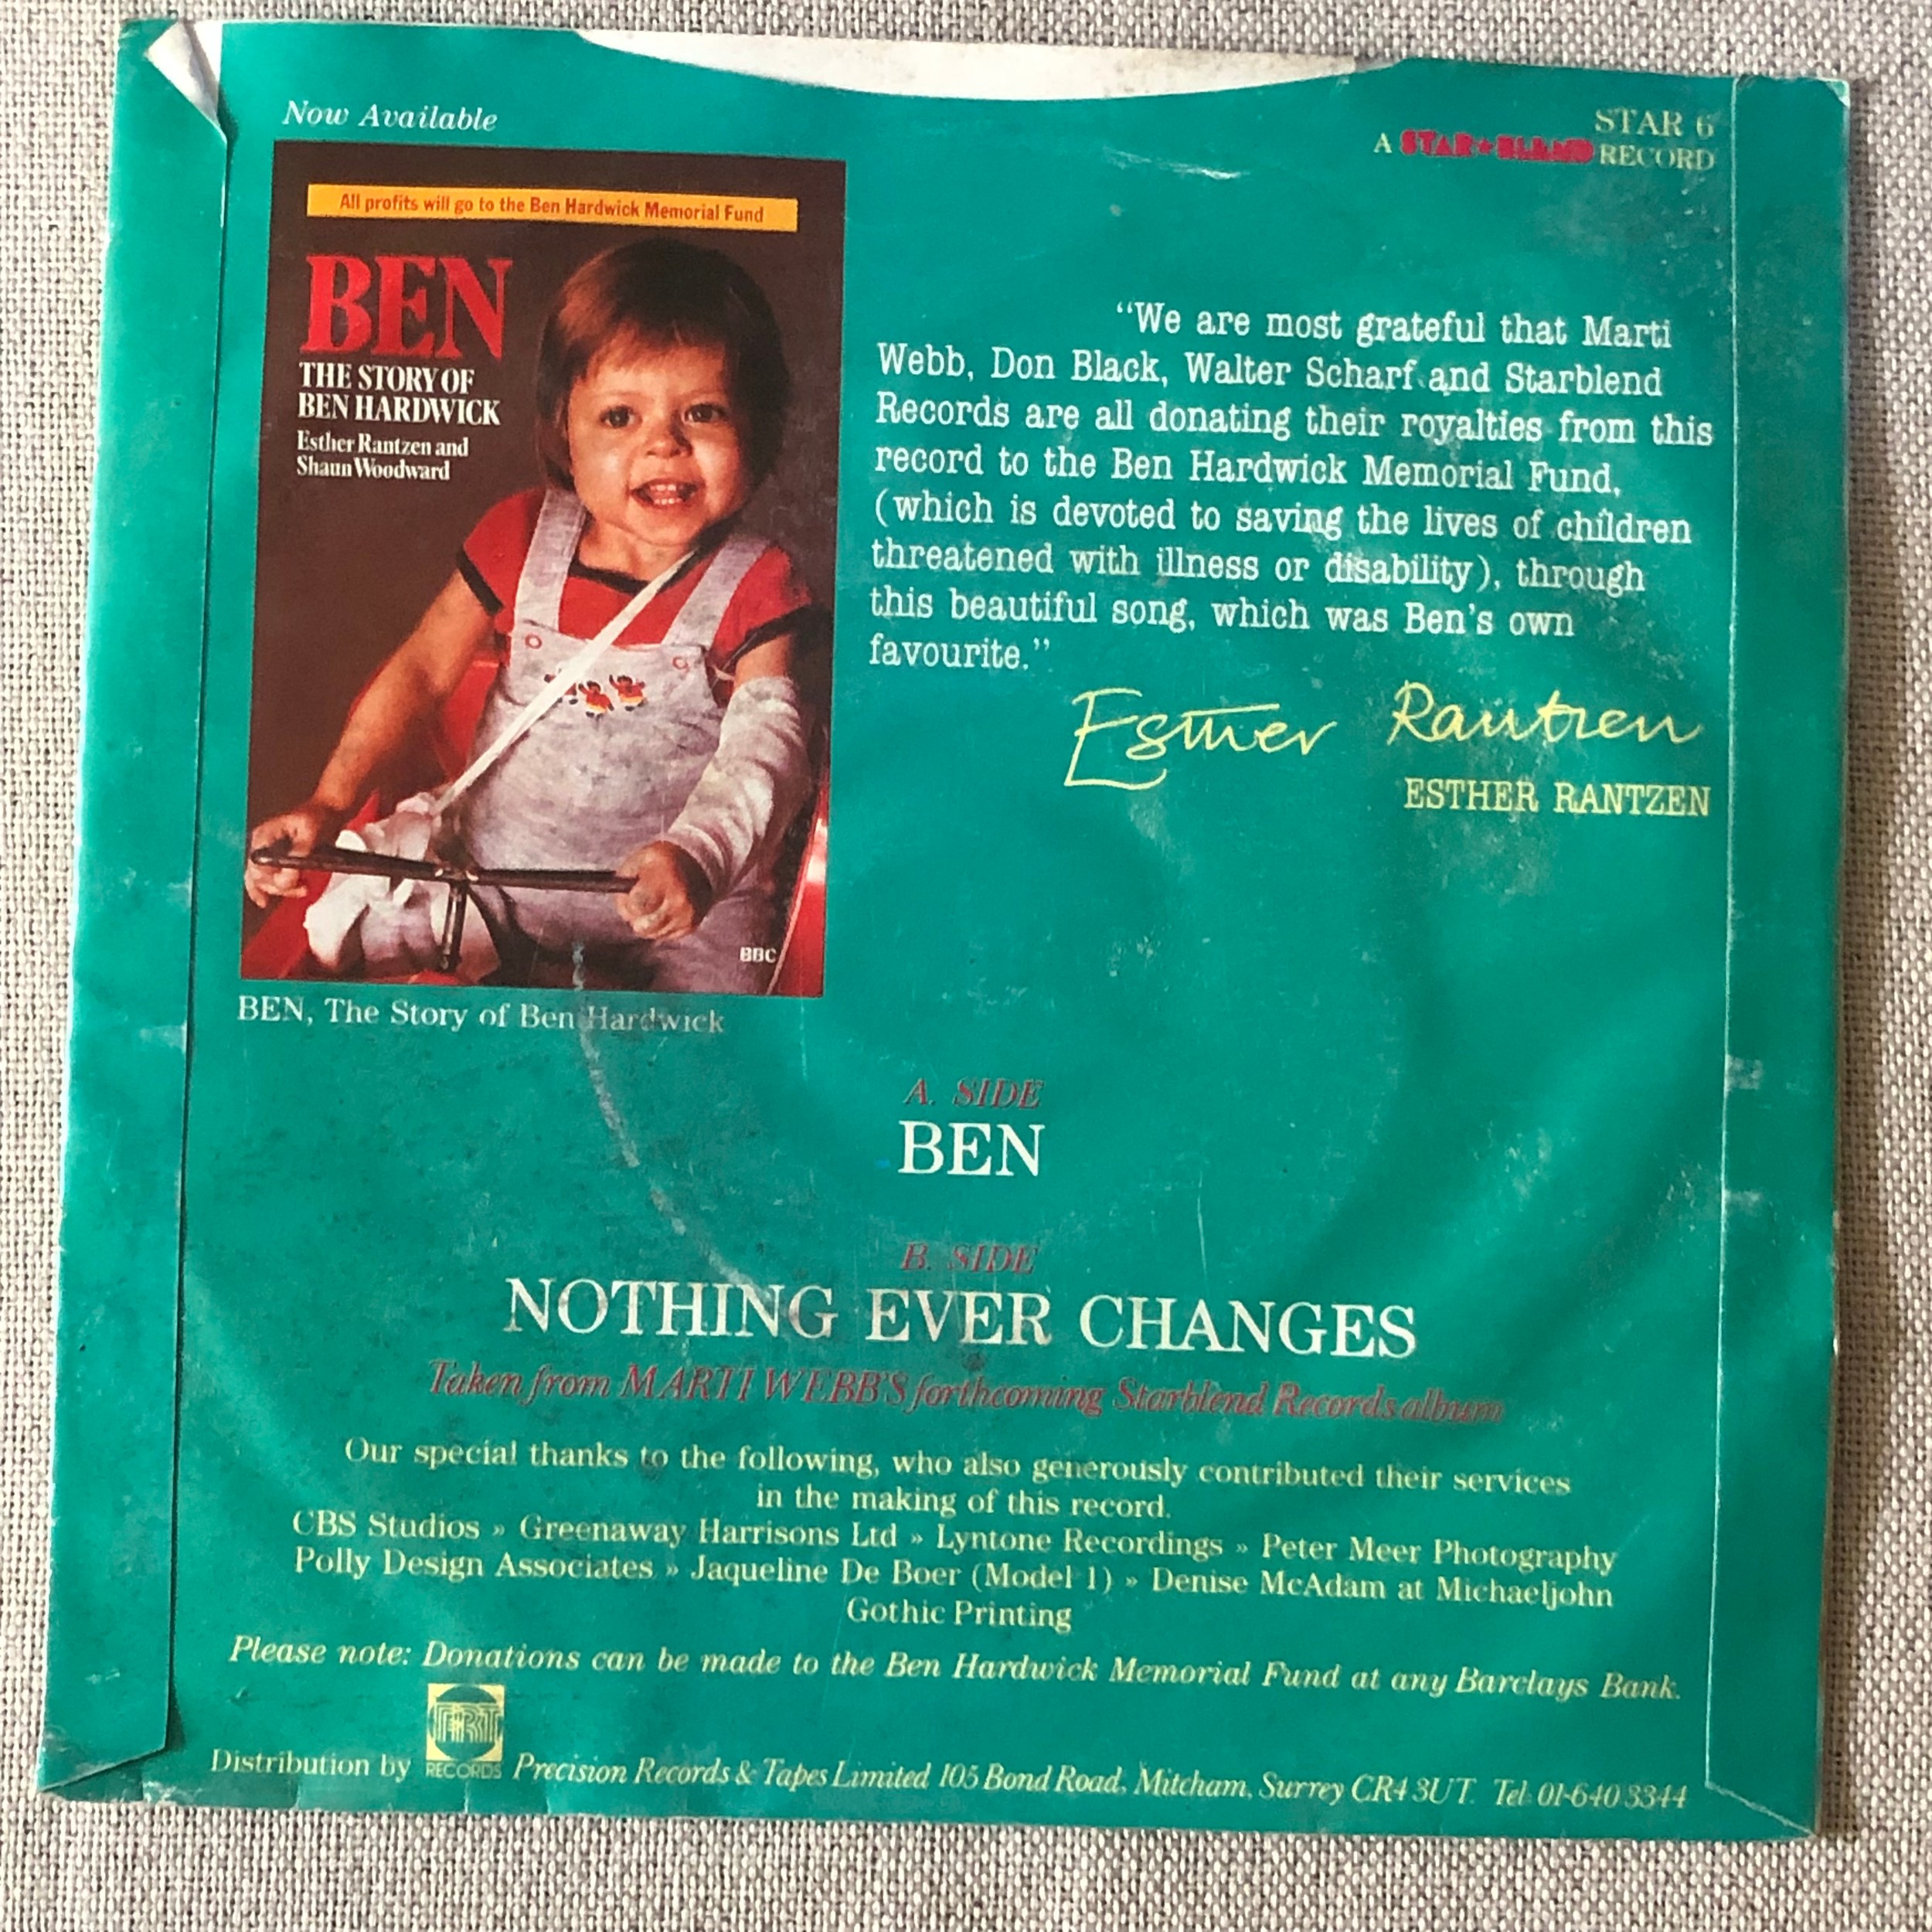 Now Available
STAR 6
A STAR★BLEND RECORD
All profits will go to the Ben Hardwick Memorial Fund
BEN
THE STORY OF
BEN HARDWICK
Esther Rantzen and
Shaun Woodward
BBC
BEN, The Story of Ben Hardwick
“We are most grateful that Marti
Webb, Don Black, Walter Scharf and Starblend
Records are all donating their royalties from this
record to the Ben Hardwick Memorial Fund,
(which is devoted to saving the lives of children
threatened with illness or disability), through
this beautiful song, which was Ben's own
favourite.”
Esther Rantzen
ESTHER RANTZEN
A. SIDE
BEN
B. SIDE
NOTHING EVER CHANGES
Taken from MARTI WEBB'S forthcoming Starblend Records album
Our special thanks to the following, who also generously contributed their services
in the making of this record.
CBS Studios » Greenaway Harrisons Ltd » Lyntone Recordings » Peter Meer Photography
Polly Design Associates » Jaqueline De Boer (Model 1) » Denise McAdam at Michaeljohn
Gothic Printing
Please note: Donations can be made to the Ben Hardwick Memorial Fund at any Barclays Bank.
Distribution by PRT RECORDS Precision Records & Tapes Limited 105 Bond Road, Mitcham, Surrey CR4 3UT. Tel: 01-640 3344